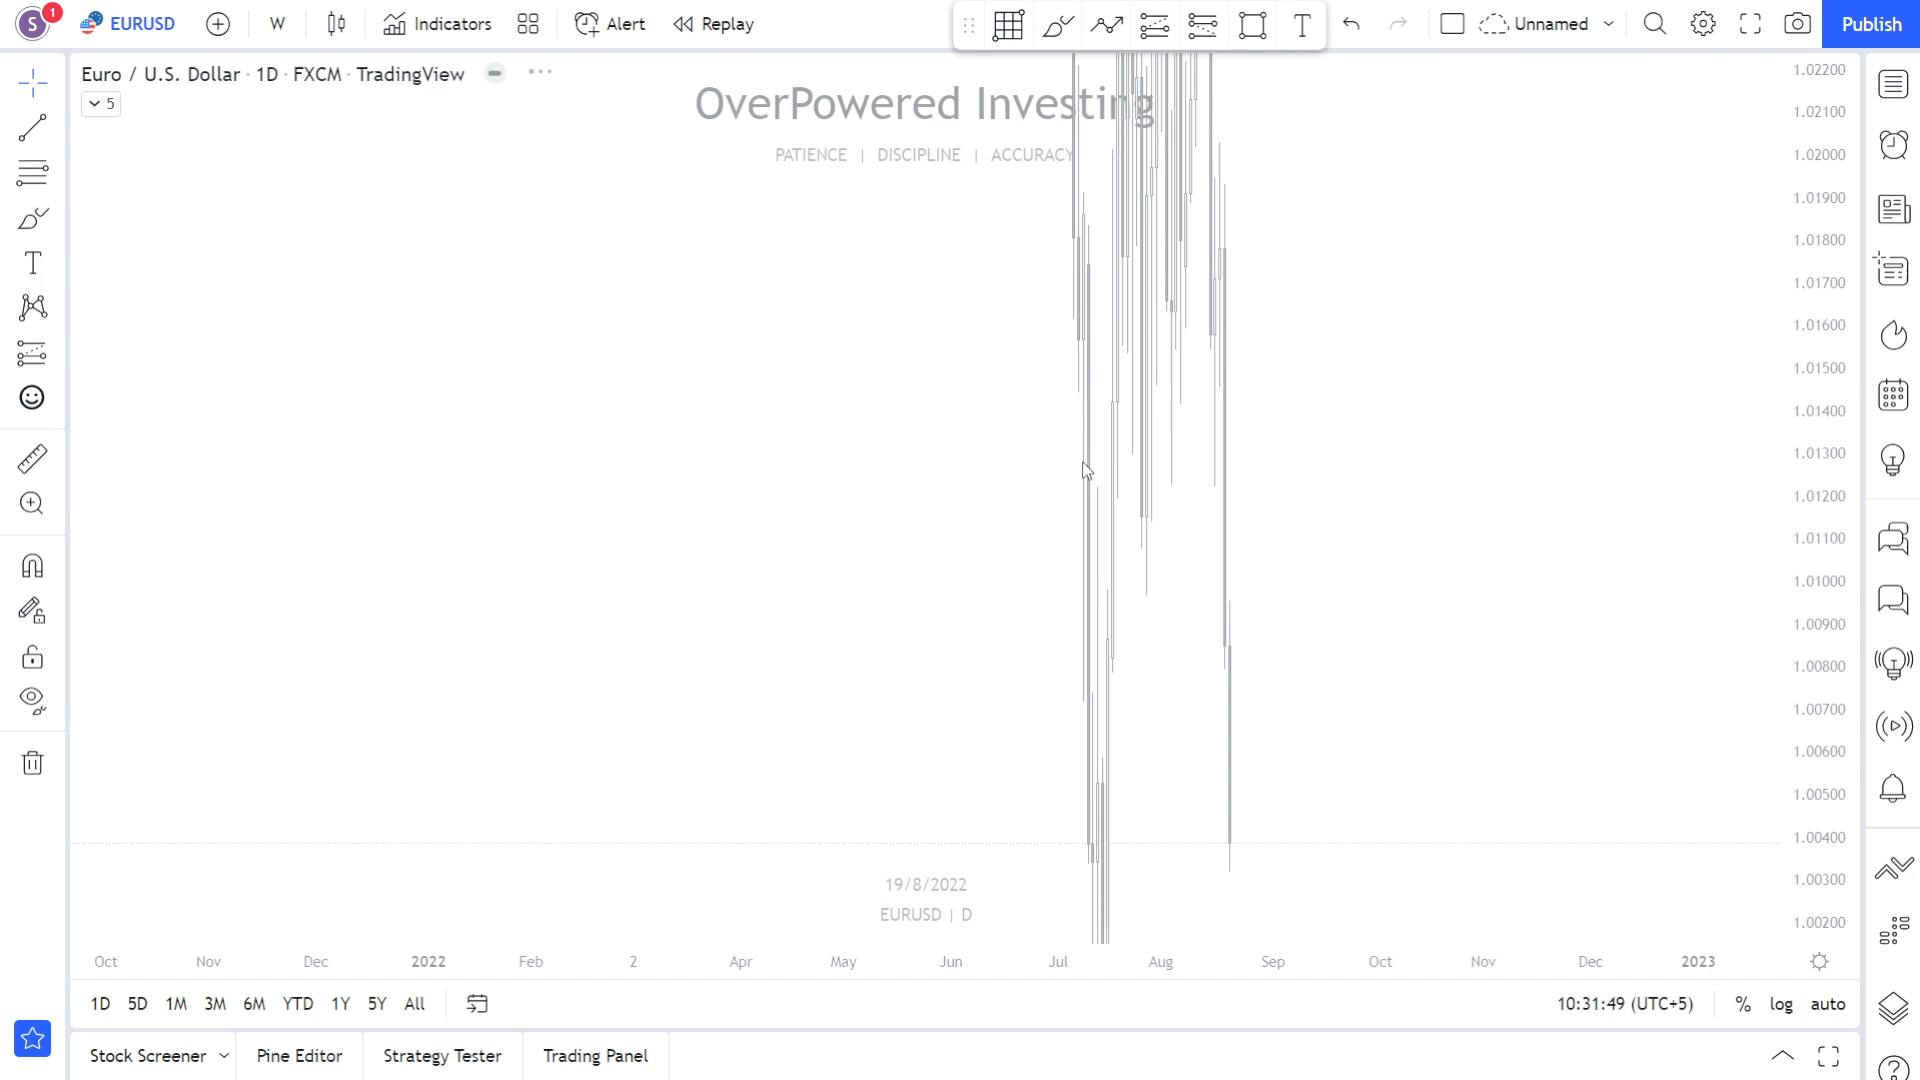 S 1 EURUSD W Indicators Alert Replay T Unnamed Publish
Euro / U.S. Dollar · 1D · FXCM · TradingView
5
OverPowered Investing
PATIENCE | DISCIPLINE | ACCURACY
1.02200
1.02100
1.02000
1.01900
1.01800
1.01700
1.01600
1.01500
1.01400
1.01300
1.01200
1.01100
1.01000
1.00900
1.00800
1.00700
1.00600
1.00500
1.00400
1.00300
1.00200
19/8/2022
EURUSD | D
Oct Nov Dec 2022 Feb 2 Apr May Jun Jul Aug Sep Oct Nov Dec 2023
1D 5D 1M 3M 6M YTD 1Y 5Y All 10:31:49 (UTC+5) % log auto
Stock Screener Pine Editor Strategy Tester Trading Panel